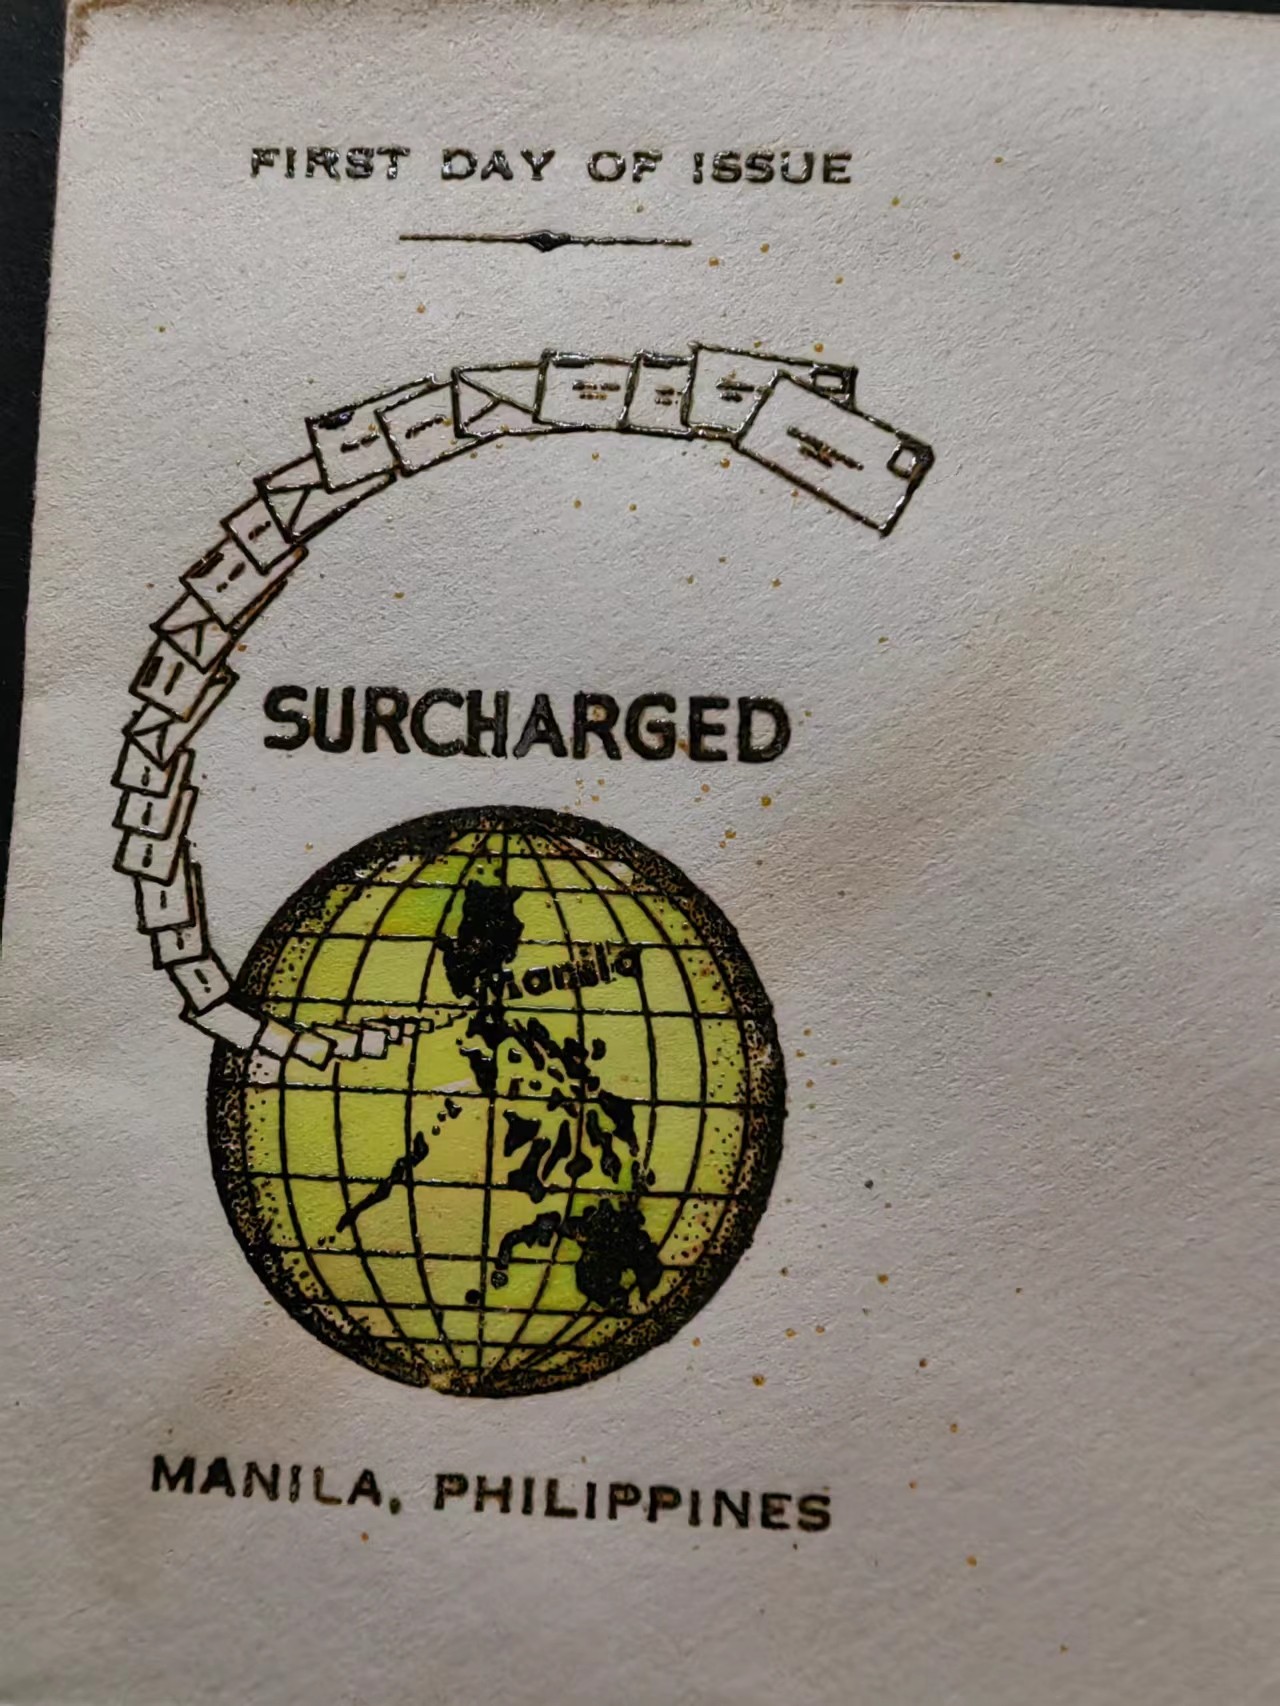 FIRST DAY OF ISSUE
SURCHARGED
Manila
MANILA, PHILIPPINES